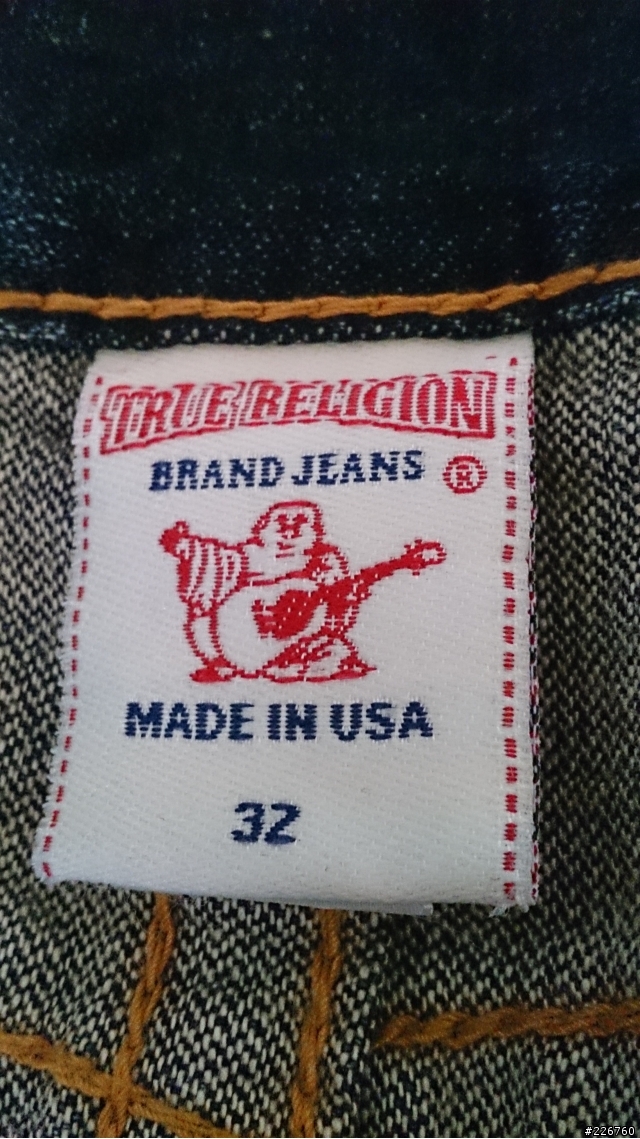 TRUE RELIGION
BRAND JEANS ®
MADE IN USA
32
#226760